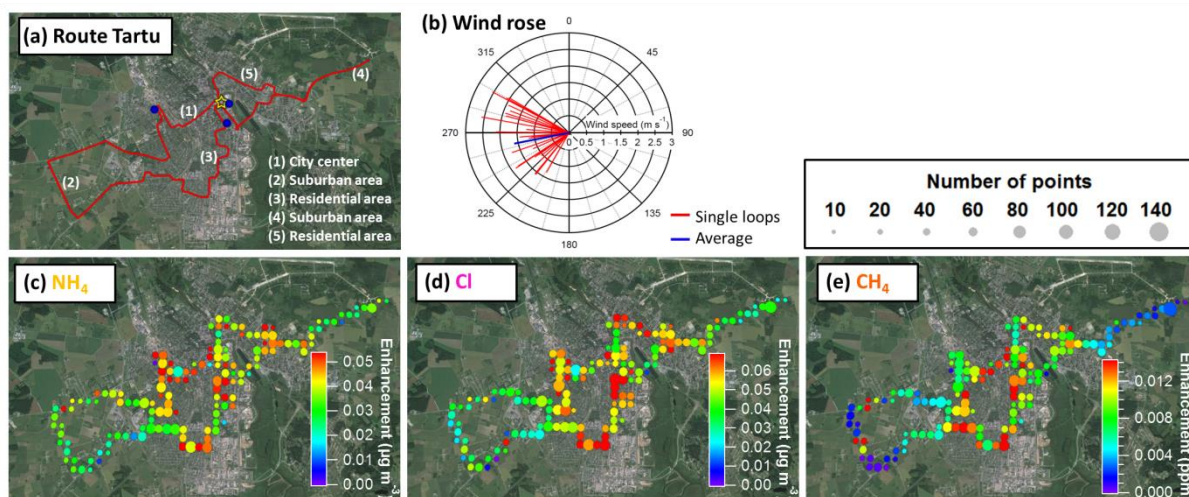 (a) Route Tartu
(1)
(2)
(3)
(4)
(5)
(1) City center
(2) Suburban area
(3) Residential area
(4) Suburban area
(5) Residential area
(b) Wind rose
0
45
90
135
180
225
270
315
Wind speed (m s⁻¹)
0 0.5 1 1.5 2 2.5 3
Single loops
Average
Number of points
10 20 40 60 80 100 120 140
(c) NH₄
Enhancement (µg m⁻³)
0.05
0.04
0.03
0.02
0.01
0.00
(d) Cl
Enhancement (µg m⁻³)
0.06
0.05
0.04
0.03
0.02
0.01
0.00
(e) CH₄
Enhancement (ppm)
0.012
0.008
0.004
0.000